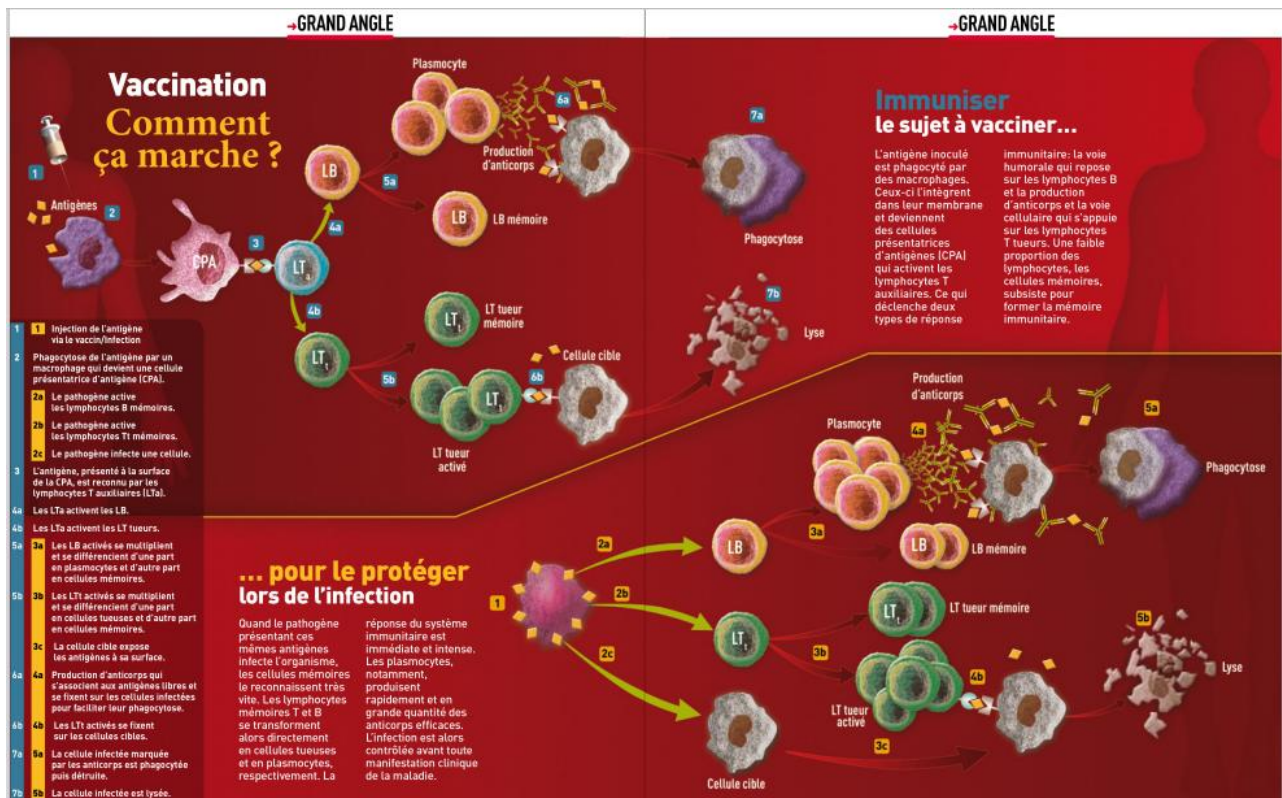 →GRAND ANGLE
→GRAND ANGLE
Vaccination
Comment
ça marche ?
1
Antigènes
2
CPA
3
LTa
4a
4b
LB
5a
Plasmocyte
6a
Production
d'anticorps
LB
LB mémoire
LTt
5b
LTt
LT tueur
mémoire
LTt
LT tueur
activé
6b
Cellule cible
7a
Phagocytose
7b
Lyse
Immuniser
le sujet à vacciner...
L'antigène inoculé
est phagocyté par
des macrophages.
Ceux-ci l'intègrent
dans leur membrane
et deviennent
des cellules
présentatrices
d'antigènes (CPA)
qui activent les
lymphocytes T
auxiliaires. Ce qui
déclenche deux
types de réponse
immunitaire: la voie
humorale qui repose
sur les lymphocytes B
et la production
d'anticorps et la voie
cellulaire qui s'appuie
sur les lymphocytes
T tueurs. Une faible
proportion des
lymphocytes, les
cellules mémoires,
subsiste pour
former la mémoire
immunitaire.
1 1 Injection de l'antigène
via le vaccin/infection
2 Phagocytose de l'antigène par un
macrophage qui devient une cellule
présentatrice d'antigène (CPA).
2a Le pathogène active
les lymphocytes B mémoires.
2b Le pathogène active
les lymphocytes Tt mémoires.
2c Le pathogène infecte une cellule.
3 L'antigène, présenté à la surface
de la CPA, est reconnu par les
lymphocytes T auxiliaires (LTa).
4a Les LTa activent les LB.
4b Les LTa activent les LT tueurs.
5a 3a Les LB activés se multiplient
et se différencient d'une part
en plasmocytes et d'autre part
en cellules mémoires.
5b 3b Les LTt activés se multiplient
et se différencient d'une part
en cellules tueuses et d'autre part
en cellules mémoires.
3c La cellule cible expose
les antigènes à sa surface.
6a 4a Production d'anticorps qui
s'associent aux antigènes libres et
se fixent sur les cellules infectées
pour faciliter leur phagocytose.
6b 4b Les LTt activés se fixent
sur les cellules cibles.
7a 5a La cellule infectée marquée
par les anticorps est phagocytée
puis détruite.
7b 5b La cellule infectée est lysée.
... pour le protéger
lors de l'infection
Quand le pathogène
présentant ces
mêmes antigènes
infecte l'organisme,
les cellules mémoires
le reconnaissent très
vite. Les lymphocytes
mémoires T et B
se transforment
alors directement
en cellules tueuses
et en plasmocytes,
respectivement. La
réponse du système
immunitaire est
immédiate et intense.
Les plasmocytes,
notamment,
produisent
rapidement et en
grande quantité des
anticorps efficaces.
L'infection est alors
contrôlée avant toute
manifestation clinique
de la maladie.
1
2a
2b
2c
LB
3a
Plasmocyte
4a
Production
d'anticorps
5a
Phagocytose
LB
LB mémoire
LTt
3b
LTt
LT tueur mémoire
LTt
LT tueur
activé
4b
5b
Lyse
3c
Cellule cible